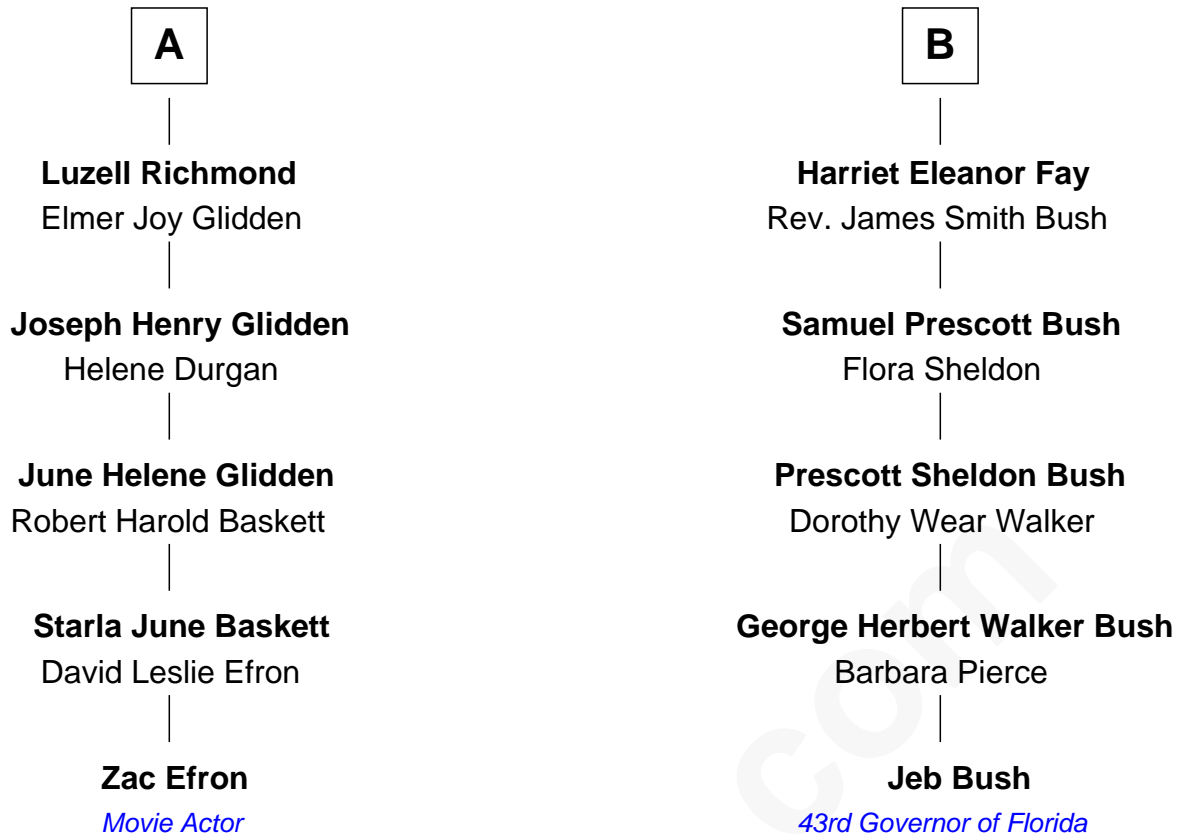 A
Luzell Richmond
Elmer Joy Glidden
Joseph Henry Glidden
Helene Durgan
June Helene Glidden
Robert Harold Baskett
Starla June Baskett
David Leslie Efron
Zac Efron
Movie Actor
B
Harriet Eleanor Fay
Rev. James Smith Bush
Samuel Prescott Bush
Flora Sheldon
Prescott Sheldon Bush
Dorothy Wear Walker
George Herbert Walker Bush
Barbara Pierce
Jeb Bush
43rd Governor of Florida
com